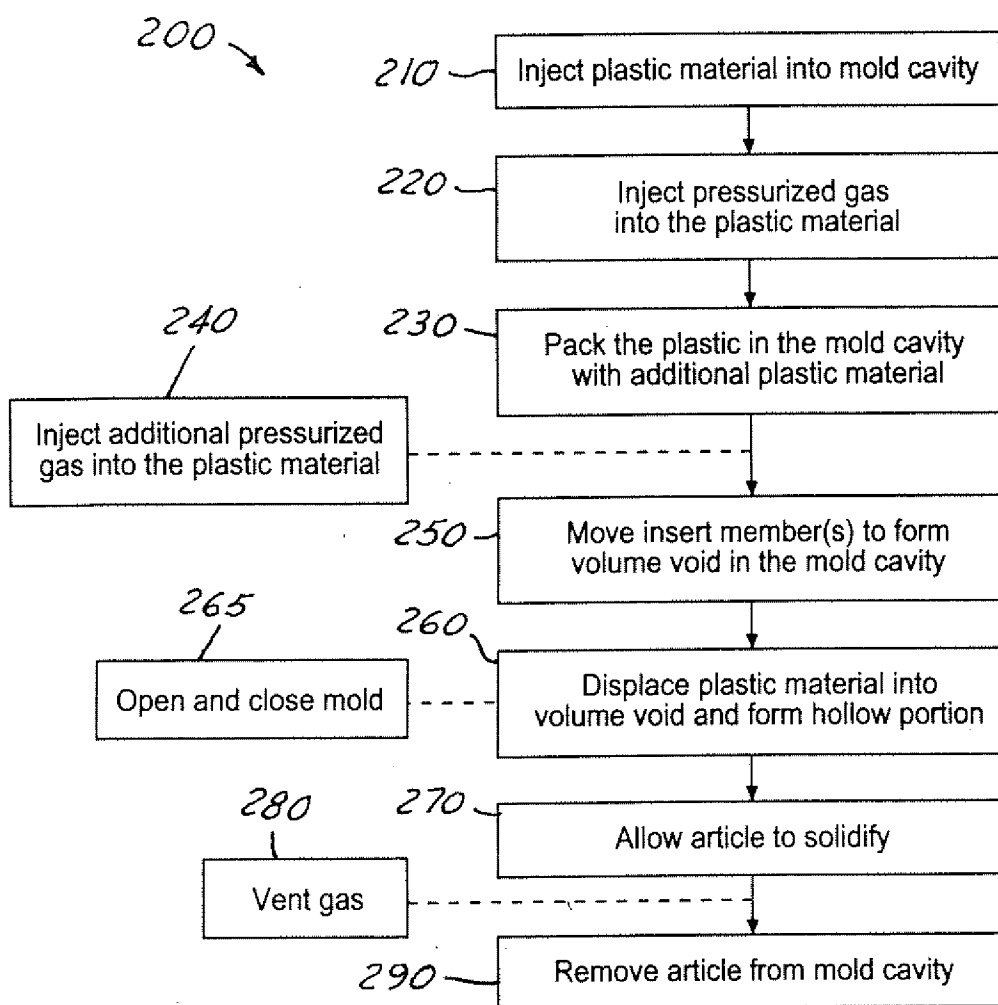 200
210
Inject plastic material into mold cavity
220
Inject pressurized gas
into the plastic material
230
Pack the plastic in the mold cavity
with additional plastic material
240
Inject additional pressurized
gas into the plastic material
250
Move insert member(s) to form
volume void in the mold cavity
260
Displace plastic material into
volume void and form hollow portion
265
Open and close mold
270
Allow article to solidify
280
Vent gas
290
Remove article from mold cavity